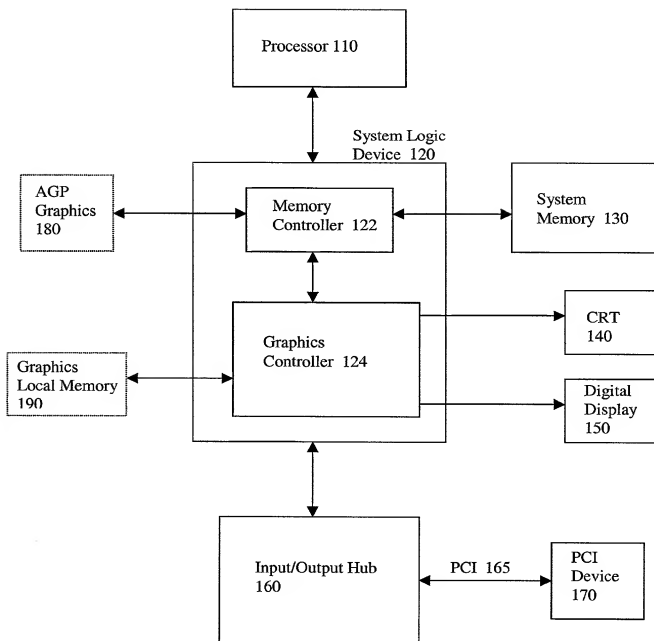 Processor 110
System Logic
Device 120
AGP
Graphics
180
Memory
Controller 122
System
Memory 130
Graphics
Controller 124
CRT
140
Graphics
Local Memory
190
Digital
Display
150
Input/Output Hub
160
PCI 165
PCI
Device
170